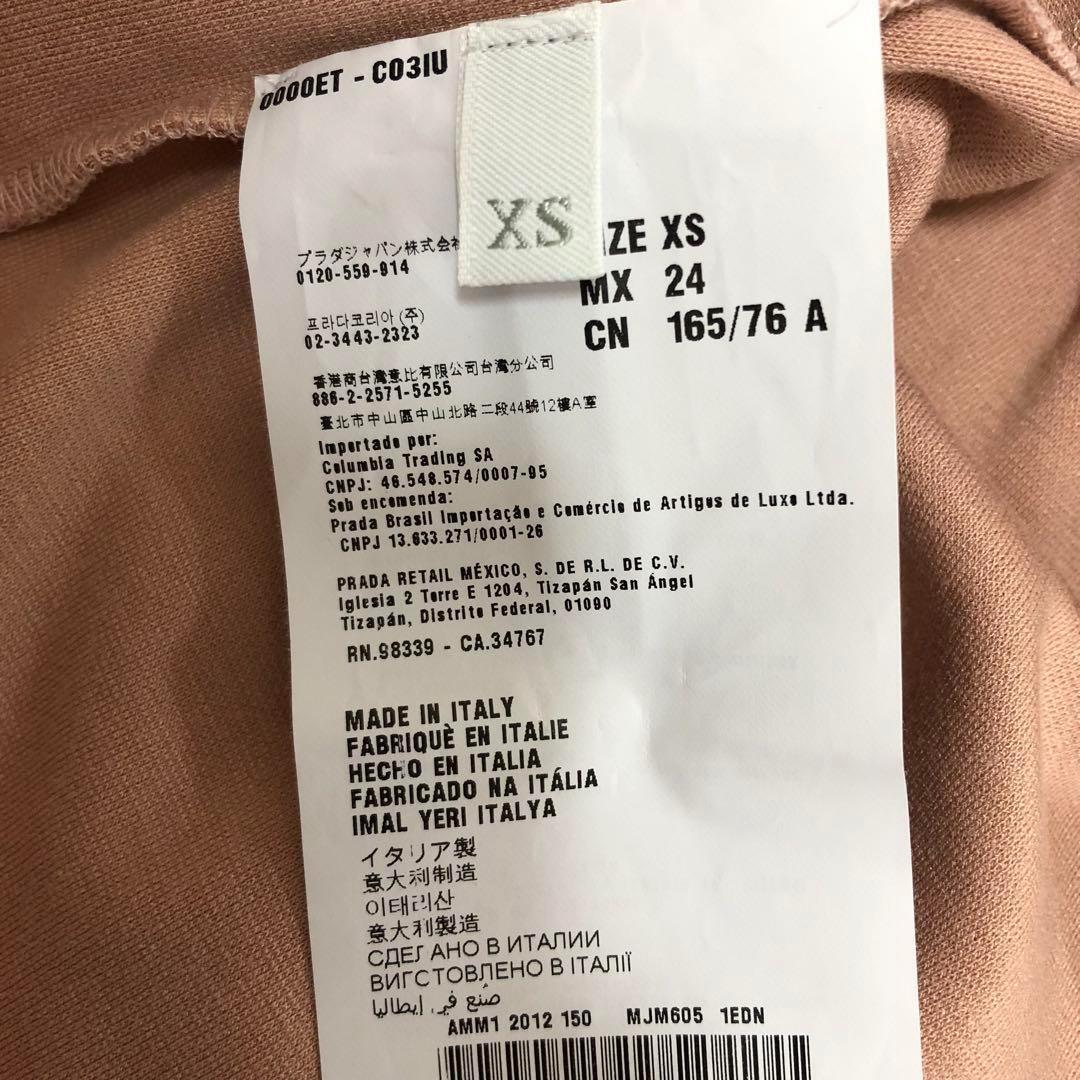 0000ET - C03IU
XS
プラダジャパン株式会
0120-559-914
SIZE XS
MX 24
CN 165/76 A
프라다코리아 (주)
02-3443-2323
香港商台灣意比有限公司台灣分公司
886-2-2571-5255
臺北市中山區中山北路二段44號12樓A室
Importado por:
Columbia Trading SA
CNPJ: 46.548.574/0007-95
Sob encomenda:
Prada Brasil Importação e Comércio de Artigos de Luxo Ltda.
CNPJ 13.633.271/0001-26
PRADA RETAIL MÉXICO, S. DE R.L. DE C.V.
Iglesia 2 Torre E 1204, Tizapán San Ángel
Tizapán, Distrito Federal, 01090
RN.98339 - CA.34767
MADE IN ITALY
FABRIQUÈ EN ITALIE
HECHO EN ITALIA
FABRICADO NA ITÁLIA
IMAL YERI ITALYA
イタリア製
意大利制造
이태리산
意大利製造
СДЕЛАНО В ИТАЛИИ
ВИГСТОВЛЕНО В ІТАЛІЇ
صُنع في إيطاليا
AMM1 2012 150 MJM605 1EDN